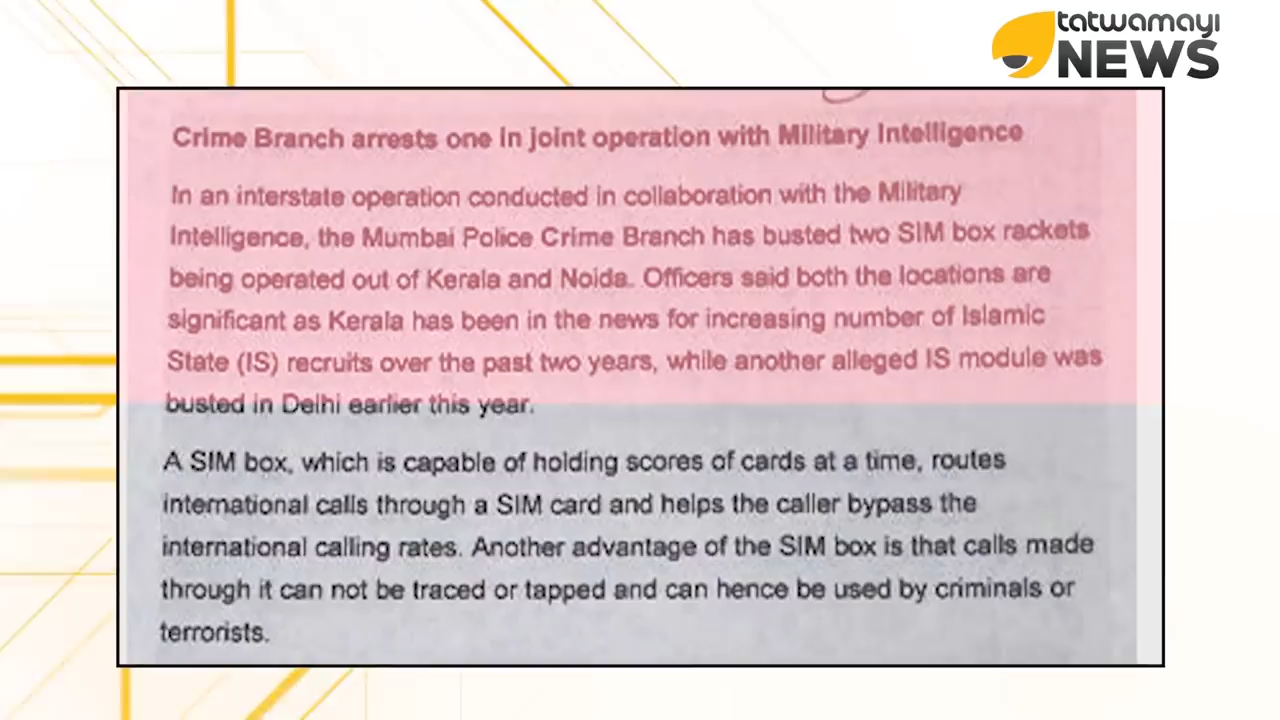 tatwamayi
NEWS
Crime Branch arrests one in joint operation with Military Intelligence
In an interstate operation conducted in collaboration with the Military
Intelligence, the Mumbai Police Crime Branch has busted two SIM box rackets
being operated out of Kerala and Noida. Officers said both the locations are
significant as Kerala has been in the news for increasing number of Islamic
State (IS) recruits over the past two years, while another alleged IS module was
busted in Delhi earlier this year.
A SIM box, which is capable of holding scores of cards at a time, routes
international calls through a SIM card and helps the caller bypass the
international calling rates. Another advantage of the SIM box is that calls made
through it can not be traced or tapped and can hence be used by criminals or
terrorists.